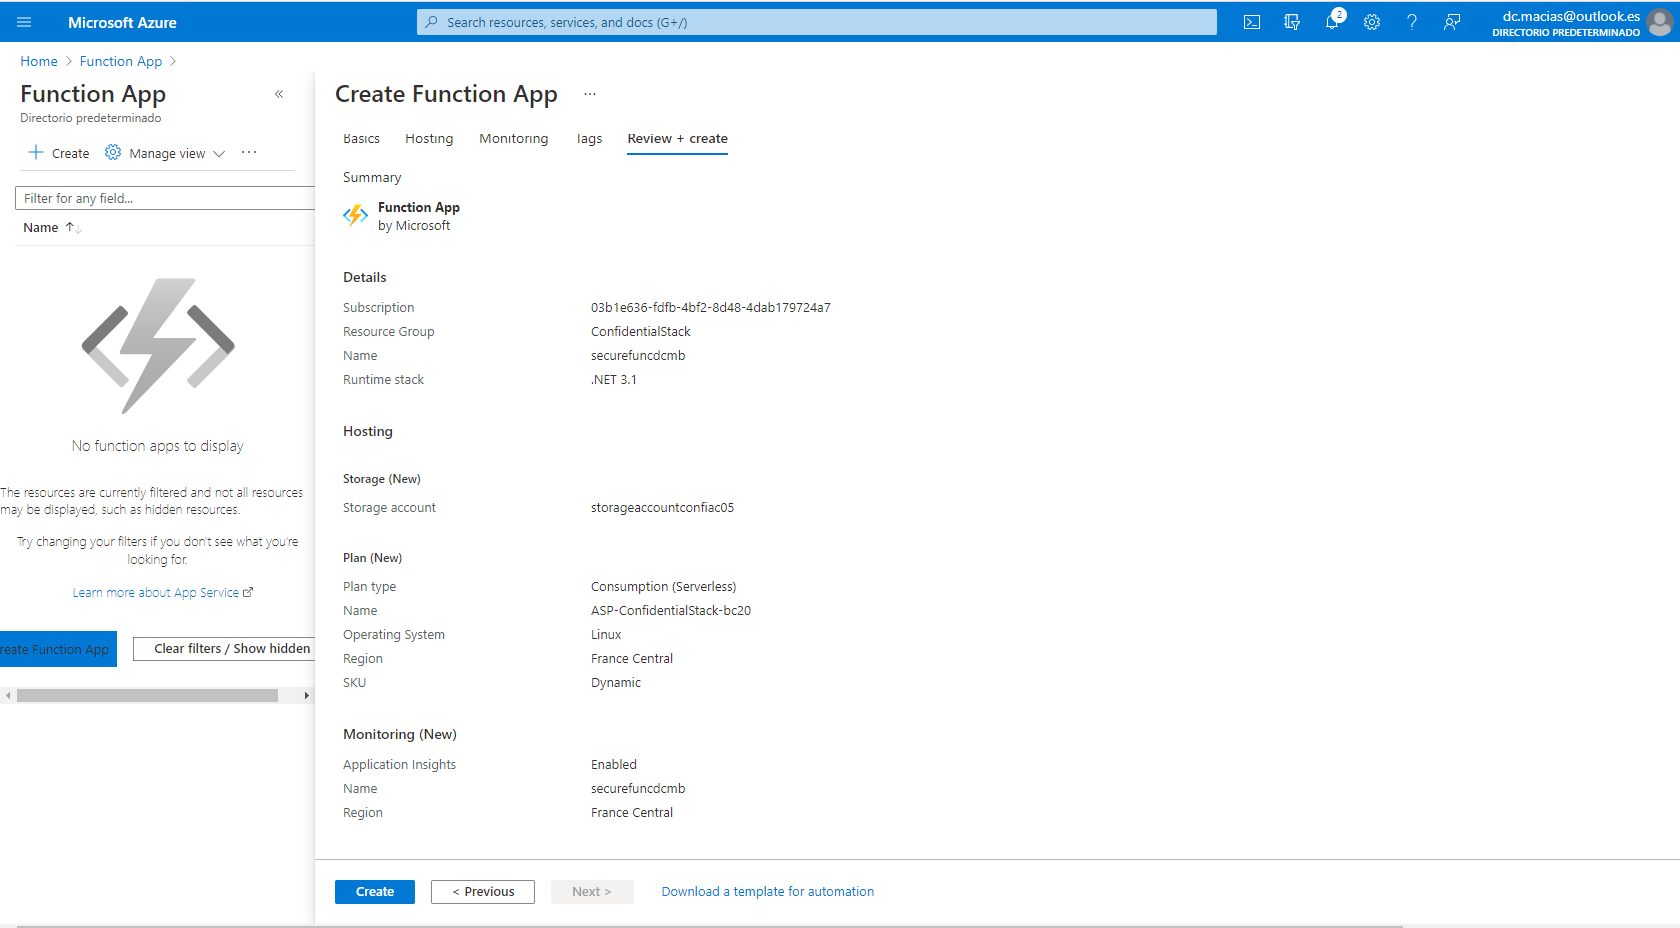 Microsoft Azure
Search resources, services, and docs (G+/)
2
dc.macias@outlook.es
DIRECTORIO PREDETERMINADO
Home > Function App >
Function App
Directorio predeterminado
Create
Manage view
Filter for any field...
Name
No function apps to display
The resources are currently filtered and not all resources
may be displayed, such as hidden resources.
Try changing your filters if you don't see what you're
looking for.
Learn more about App Service
reate Function App
Clear filters / Show hidden
Create Function App
Basics Hosting Monitoring Tags Review + create
Summary
Function App
by Microsoft
Details
Subscription 03b1e636-fdfb-4bf2-8d48-4dab179724a7
Resource Group ConfidentialStack
Name securefuncdcmb
Runtime stack .NET 3.1
Hosting
Storage (New)
Storage account storageaccountconfiac05
Plan (New)
Plan type Consumption (Serverless)
Name ASP-ConfidentialStack-bc20
Operating System Linux
Region France Central
SKU Dynamic
Monitoring (New)
Application Insights Enabled
Name securefuncdcmb
Region France Central
Create
< Previous
Next >
Download a template for automation